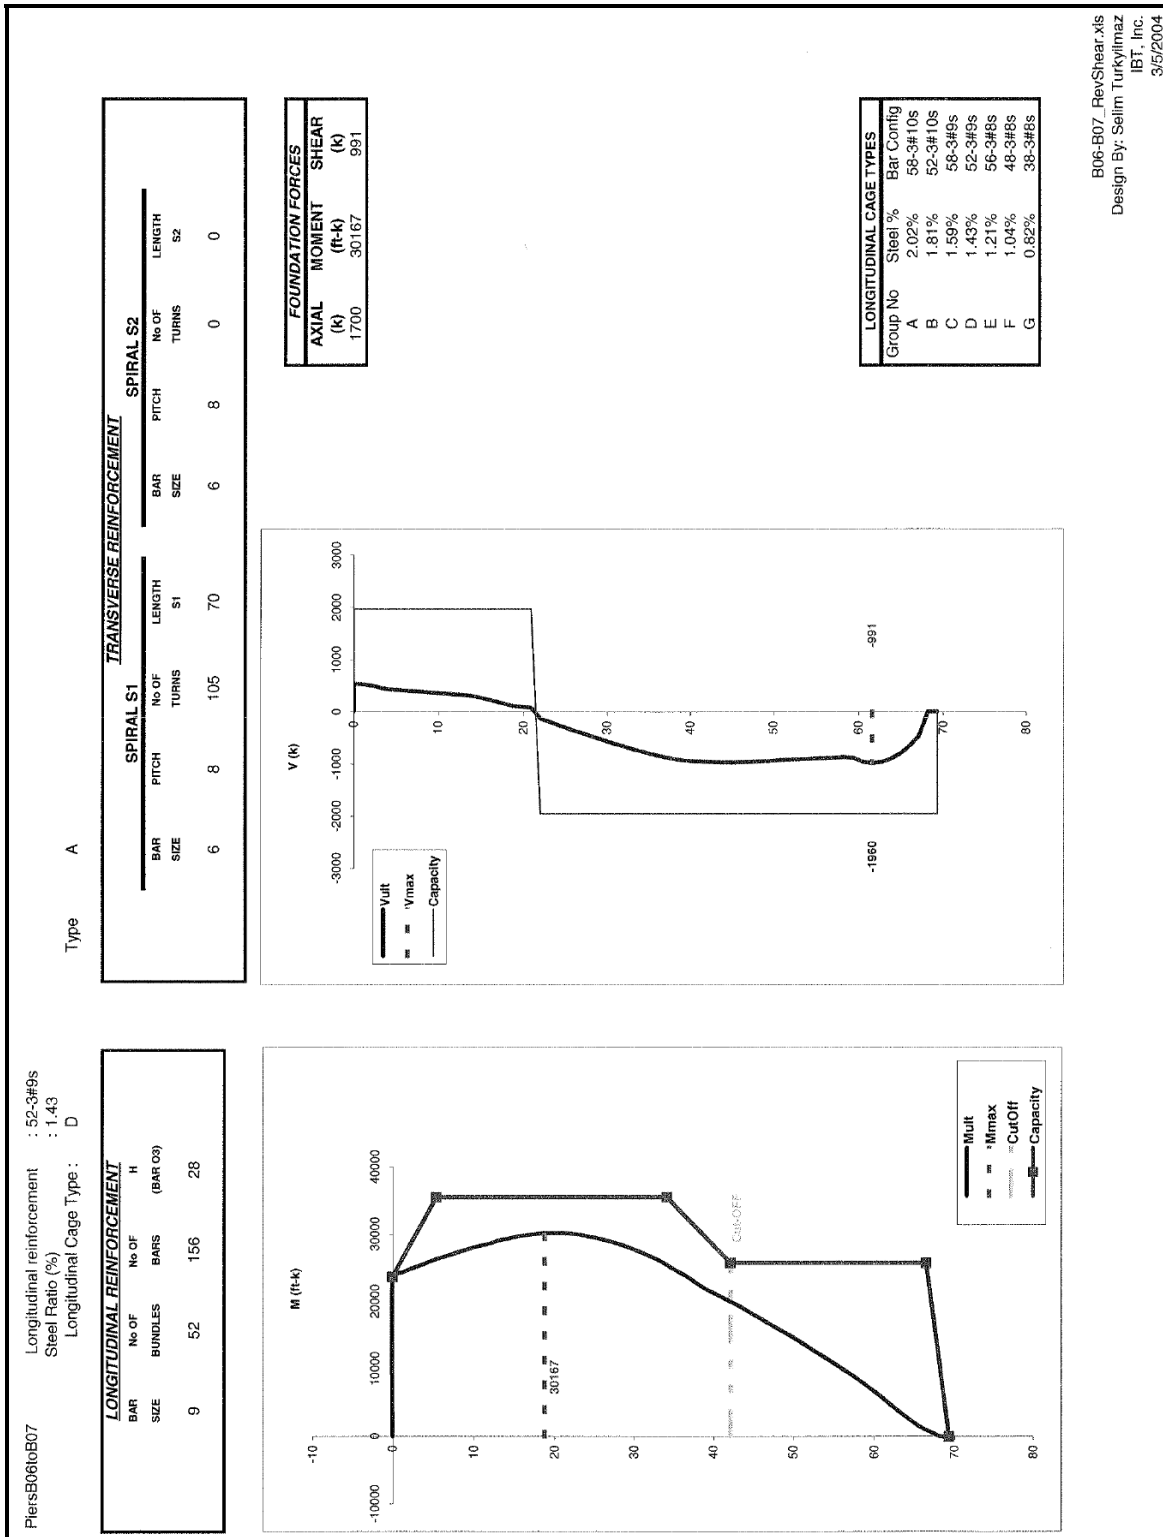 PiersB06toB07
Longitudinal reinforcement : 52-3#9s
Steel Ratio (%) : 1.43
Longitudinal Cage Type : D
Type A
LONGITUDINAL REINFORCEMENT
BAR No OF No OF H
SIZE BUNDLES BARS (BAR 03)
9 52 156 28
TRANSVERSE REINFORCEMENT
SPIRAL S1 SPIRAL S2
BAR PITCH No OF LENGTH BAR PITCH No OF LENGTH
SIZE TURNS S1 SIZE TURNS S2
6 8 105 70 6 8 0 0
M (ft-k)
-10000 0 10000 20000 30000 40000
-10
0
10
20
30
40
50
60
70
80
30167
Cut-OFF
Mult
Mmax
CutOff
Capacity
V (k)
-3000 -2000 -1000 0 1000 2000 3000
0
10
20
30
40
50
60
70
80
-1960
-991
Vult
Vmax
Capacity
FOUNDATION FORCES
AXIAL MOMENT SHEAR
(k) (ft-k) (k)
1700 30167 991
LONGITUDINAL CAGE TYPES
Group No Steel % Bar Config
A 2.02% 58-3#10s
B 1.81% 52-3#10s
C 1.59% 58-3#9s
D 1.43% 52-3#9s
E 1.21% 56-3#8s
F 1.04% 48-3#8s
G 0.82% 38-3#8s
B06-B07_RevShear.xls
Design By: Selim Turkyilmaz
IBT, Inc.
3/5/2004